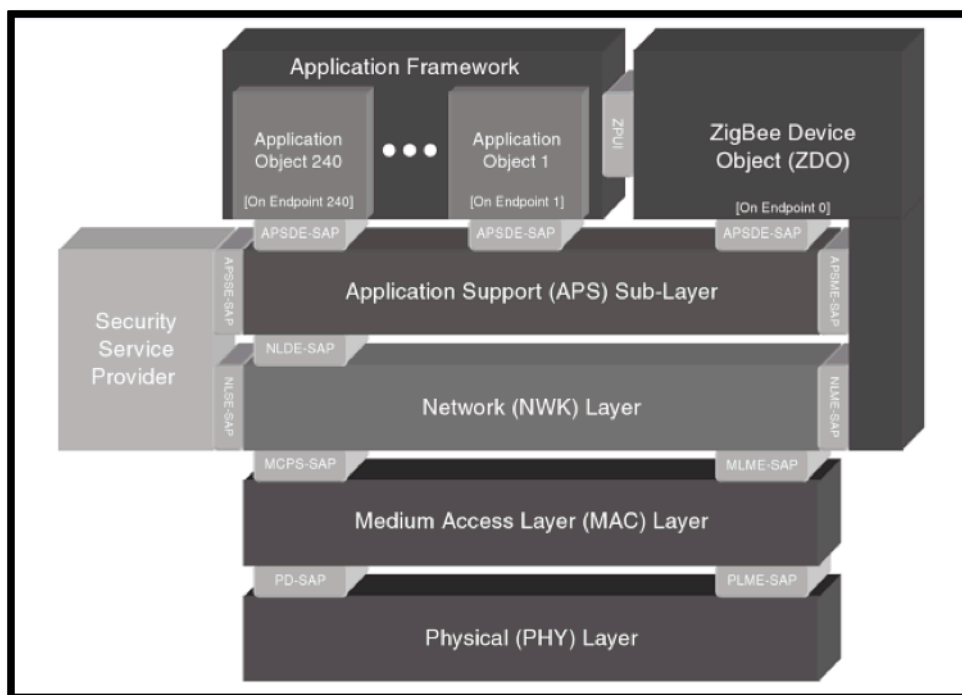 Application Framework
Application
Object 240
[On Endpoint 240]
Application
Object 1
[On Endpoint 1]
ZPUI
ZigBee Device
Object (ZDO)
[On Endpoint 0]
APSDE-SAP
APSDE-SAP
APSDE-SAP
Security
Service
Provider
APSSE-SAP
Application Support (APS) Sub-Layer
APSME-SAP
NLDE-SAP
NLSE-SAP
Network (NWK) Layer
NLME-SAP
MCPS-SAP
MLME-SAP
Medium Access Layer (MAC) Layer
PD-SAP
PLME-SAP
Physical (PHY) Layer